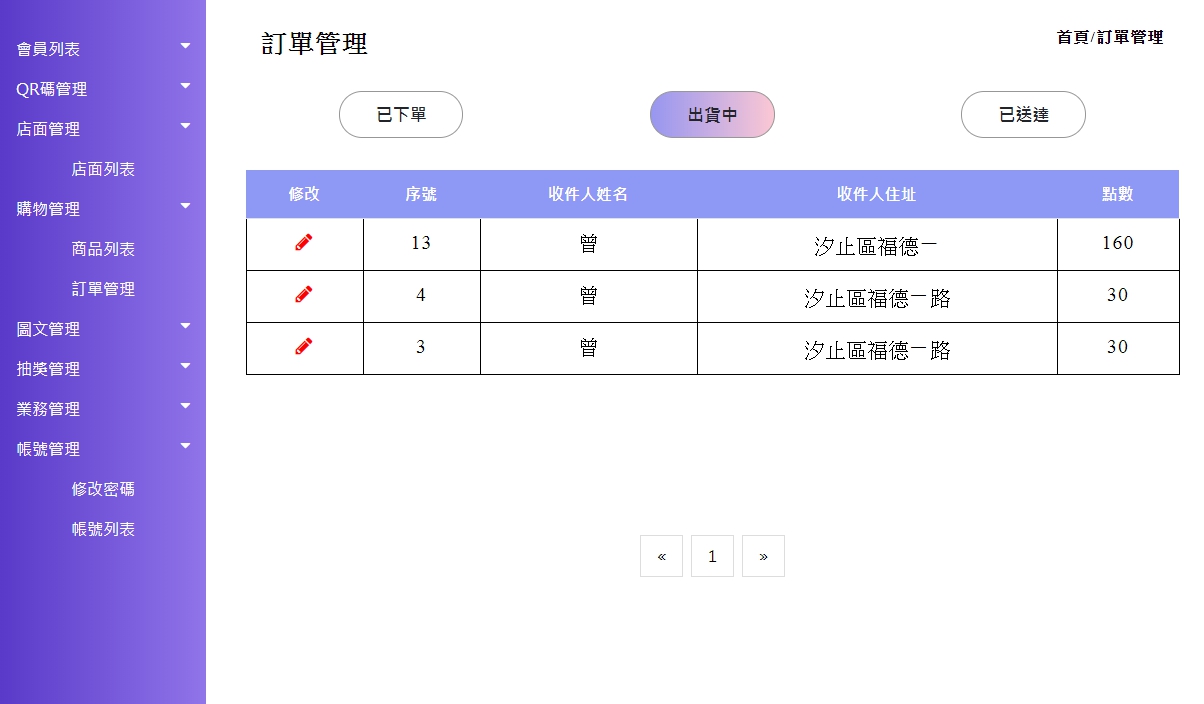 會員列表
QR碼管理
店面管理
店面列表
購物管理
商品列表
訂單管理
圖文管理
抽獎管理
業務管理
帳號管理
修改密碼
帳號列表
訂單管理
首頁/訂單管理
已下單 出貨中 已送達
修改 序號 收件人姓名 收件人住址 點數
13 曾 汐止區福德一 160
4 曾 汐止區福德一路 30
3 曾 汐止區福德一路 30
« 1 »